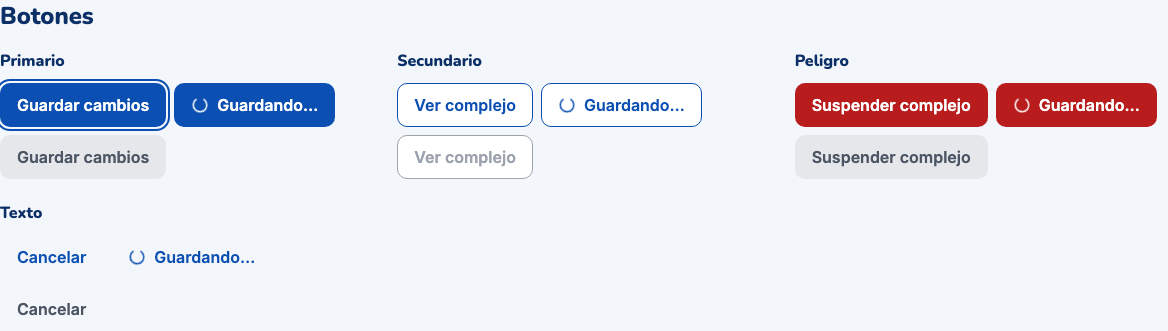 Botones
Primario
Guardar cambios
Guardando...
Guardar cambios
Secundario
Ver complejo
Guardando...
Ver complejo
Peligro
Suspender complejo
Guardando...
Suspender complejo
Texto
Cancelar
Guardando...
Cancelar